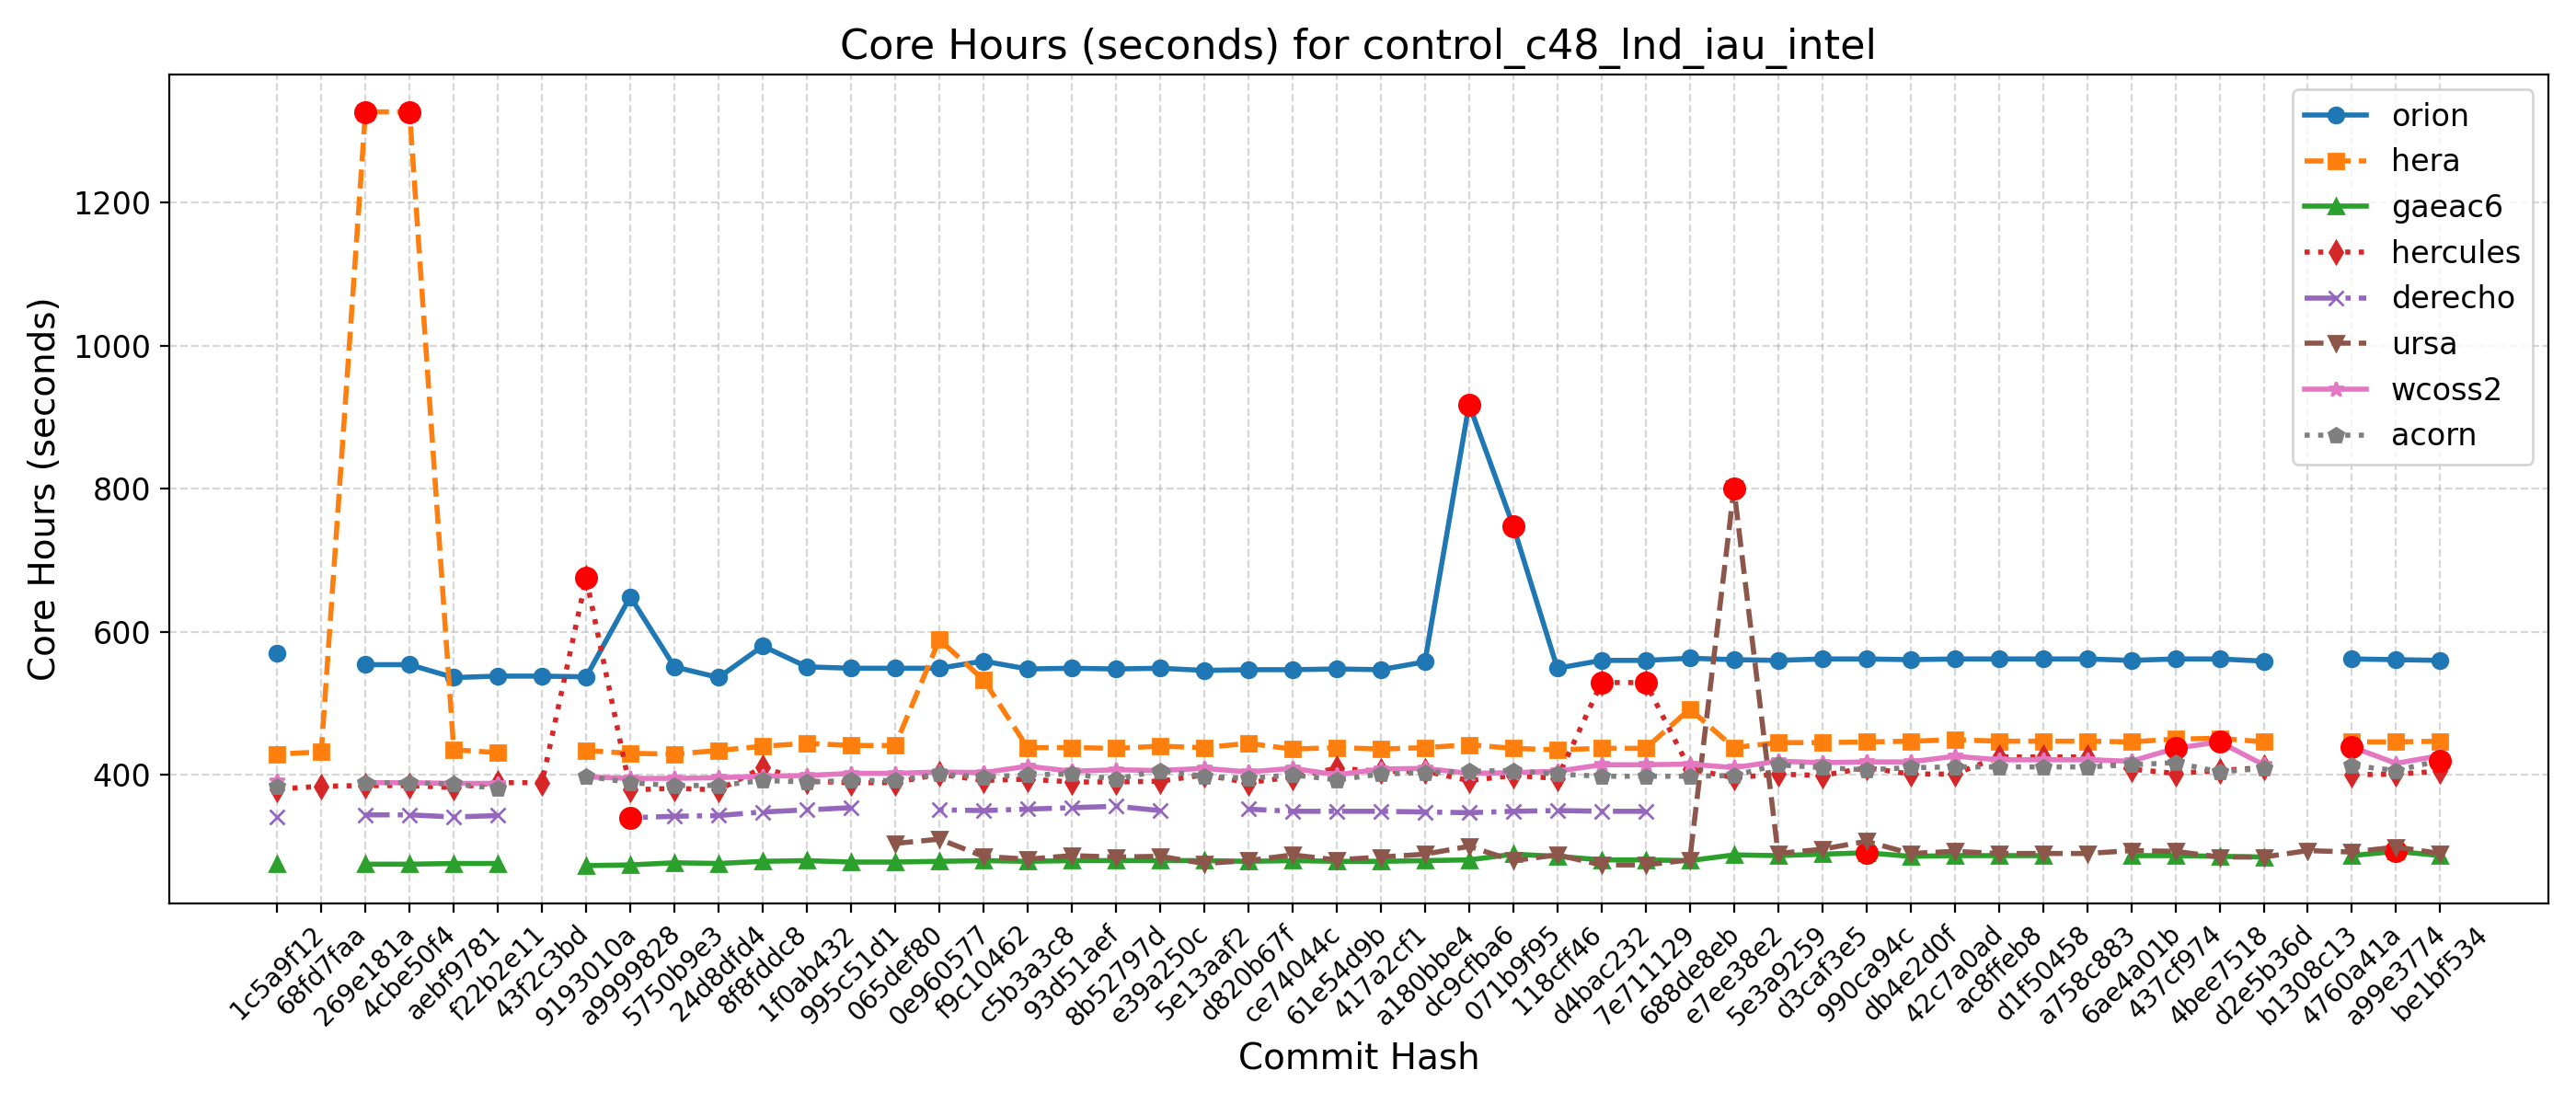 Core Hours (seconds) for control_c48_lnd_iau_intel
Core Hours (seconds)
1200
1000
800
600
400
orion
hera
gaeac6
hercules
derecho
ursa
wcoss2
acorn
1c5a9f12
68fd7faa
269e181a
4cbe50f4
aebf9781
f22b2e11
43f2c3bd
9193010a
a9999828
5750b9e3
24d8dfd4
8f8fddc8
1f0ab432
995c51d1
065def80
0e960577
f9c10462
c5b3a3c8
93d51aef
8b52797d
e39a250c
5e13aaf2
d820b67f
ce74044c
61e54d9b
417a2cf1
a180bbe4
dc9cfba6
071b9f95
118cff46
d4bac232
7e711129
688de8eb
e7ee38e2
5e3a9259
d3caf3e5
990ca94c
db4e2d0f
42c7a0ad
ac8ffeb8
d1f50458
a758c883
6ae4a01b
437cf974
4bee7518
d2e5b36d
b1308c13
4760a41a
a99e3774
be1bf534
Commit Hash